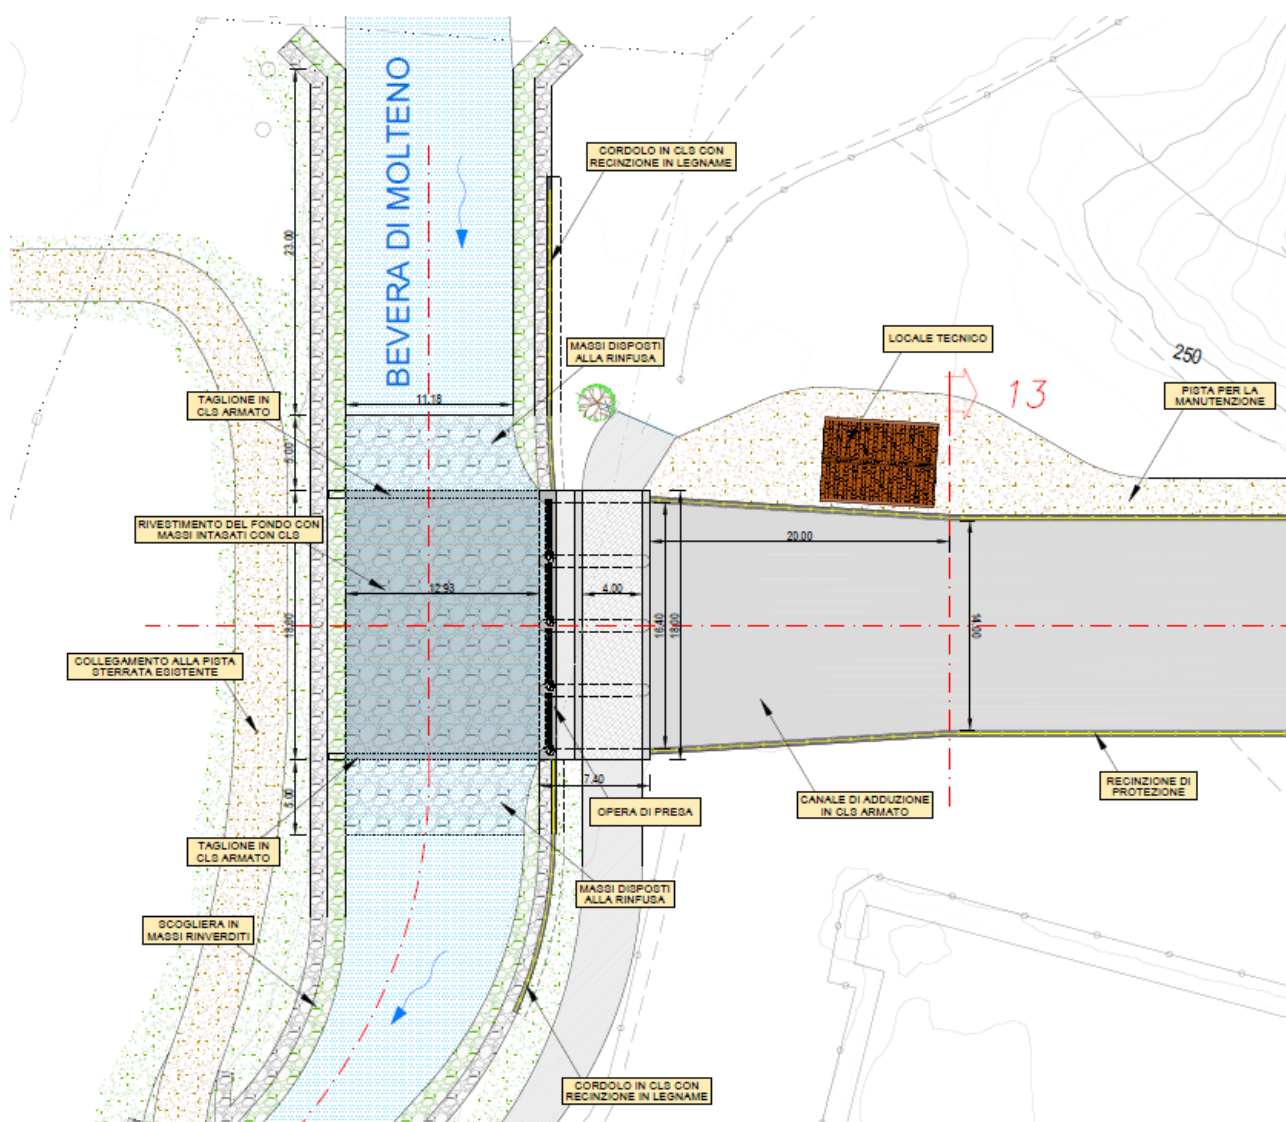 BEVERA DI MOLTENO
CORDOLO IN CLS CON
RECINZIONE IN LEGNAME
23.00
MASSI DISPOSTI
ALLA RINFUSA
LOCALE TECNICO
250
13
PISTA PER LA
MANUTENZIONE
TAGLIONE IN
CLS ARMATO
11.18
5.00
RIVESTIMENTO DEL FONDO CON
MASSI INTASATI CON CLS
20.00
12.93
4.00
18.00
16.40
18.00
14.00
COLLEGAMENTO ALLA PISTA
STERRATA ESISTENTE
7.40
5.00
OPERA DI PRESA
CANALE DI ADDUZIONE
IN CLS ARMATO
RECINZIONE DI
PROTEZIONE
TAGLIONE IN
CLS ARMATO
MASSI DISPOSTI
ALLA RINFUSA
SCOGLIERA IN
MASSI RINVERDITI
CORDOLO IN CLS CON
RECINZIONE IN LEGNAME